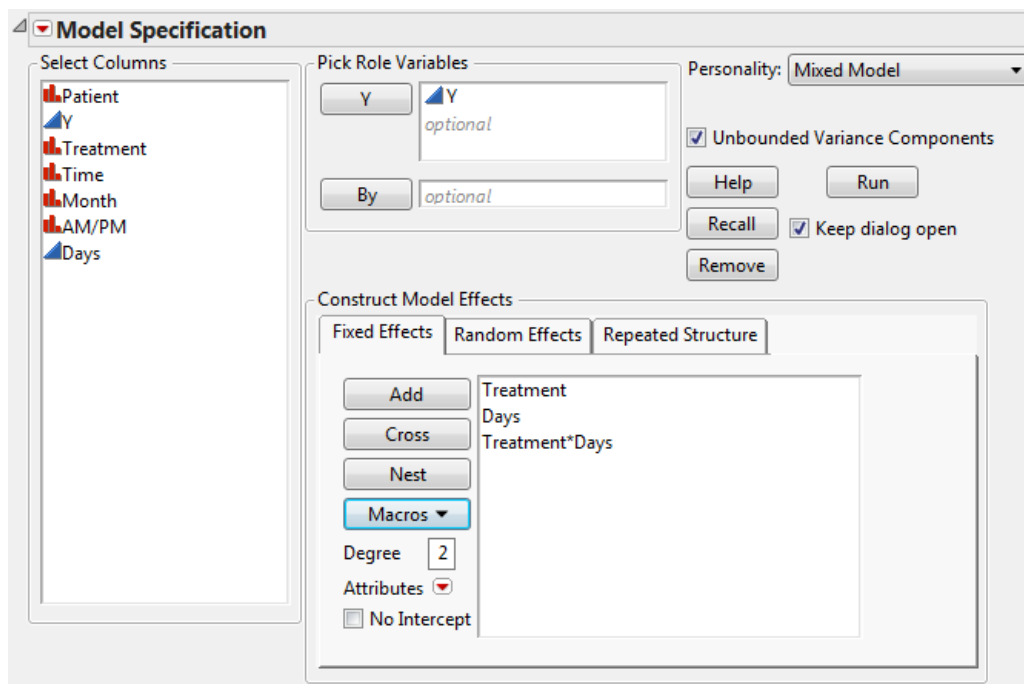 Model Specification
Select Columns
Patient
Y
Treatment
Time
Month
AM/PM
Days
Pick Role Variables
Y
Y
optional
By
optional
Personality: Mixed Model
Unbounded Variance Components
Help Run
Recall Keep dialog open
Remove
Construct Model Effects
Fixed Effects Random Effects Repeated Structure
Add
Cross
Nest
Macros
Degree 2
Attributes
No Intercept
Treatment
Days
Treatment*Days